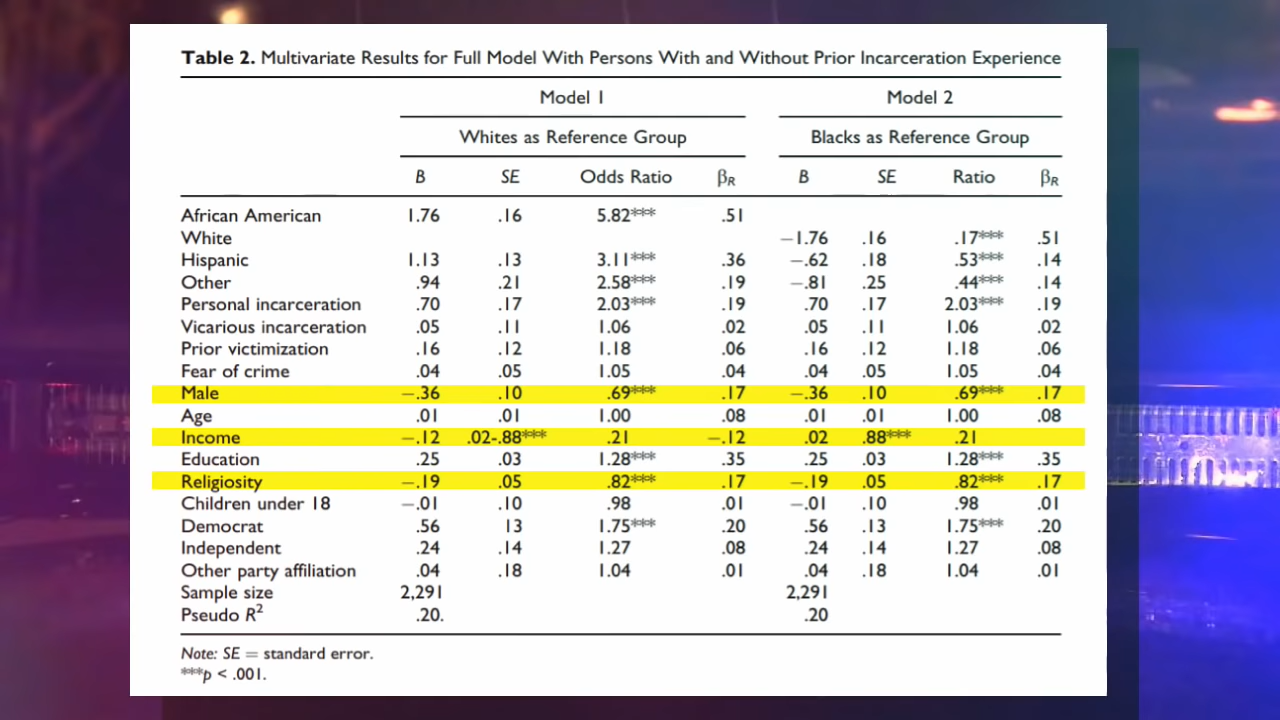 Table 2. Multivariate Results for Full Model With Persons With and Without Prior Incarceration Experience
Model 1 Model 2
Whites as Reference Group Blacks as Reference Group
B SE Odds Ratio βR B SE Ratio βR
African American 1.76 .16 5.82*** .51
White −1.76 .16 .17*** .51
Hispanic 1.13 .13 3.11*** .36 −.62 .18 .53*** .14
Other .94 .21 2.58*** .19 −.81 .25 .44*** .14
Personal incarceration .70 .17 2.03*** .19 .70 .17 2.03*** .19
Vicarious incarceration .05 .11 1.06 .02 .05 .11 1.06 .02
Prior victimization .16 .12 1.18 .06 .16 .12 1.18 .06
Fear of crime .04 .05 1.05 .04 .04 .05 1.05 .04
Male −.36 .10 .69*** .17 −.36 .10 .69*** .17
Age .01 .01 1.00 .08 .01 .01 1.00 .08
Income −.12 .02-.88*** .21 −.12 .02 .88*** .21
Education .25 .03 1.28*** .35 .25 .03 1.28*** .35
Religiosity −.19 .05 .82*** .17 −.19 .05 .82*** .17
Children under 18 −.01 .10 .98 .01 −.01 .10 .98 .01
Democrat .56 13 1.75*** .20 .56 .13 1.75*** .20
Independent .24 .14 1.27 .08 .24 .14 1.27 .08
Other party affiliation .04 .18 1.04 .01 .04 .18 1.04 .01
Sample size 2,291 2,291
Pseudo R² .20. .20
Note: SE = standard error.
***p < .001.